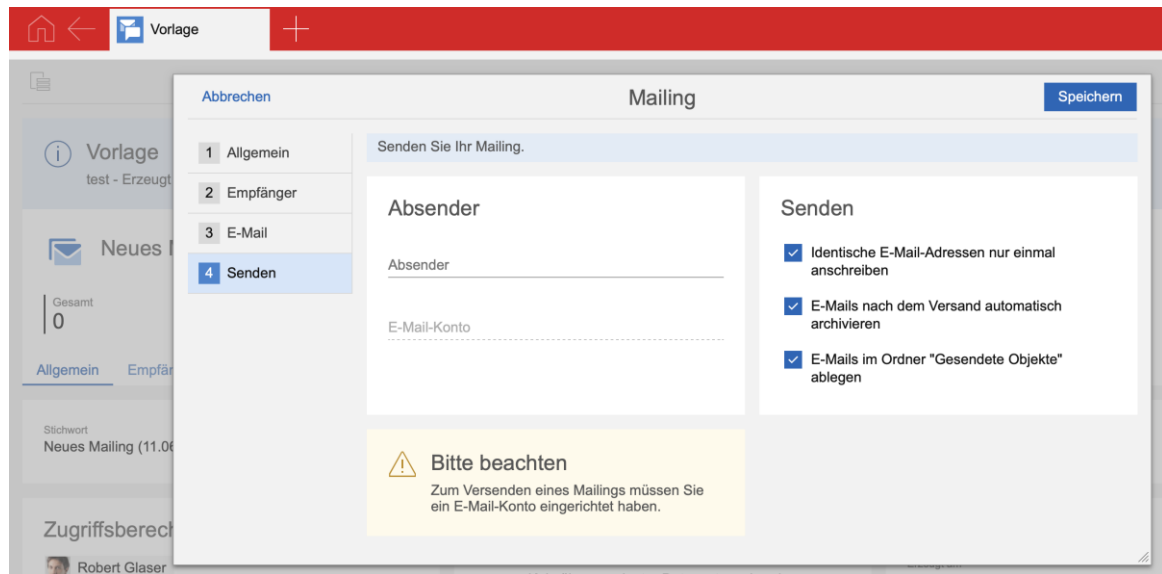 Vorlage
Abbrechen
Mailing
Speichern
Vorlage
test - Erzeugt
1 Allgemein
2 Empfänger
3 E-Mail
4 Senden
Senden Sie Ihr Mailing.
Absender
Absender
E-Mail-Konto
Senden
Identische E-Mail-Adressen nur einmal
anschreiben
E-Mails nach dem Versand automatisch
archivieren
E-Mails im Ordner "Gesendete Objekte"
ablegen
Bitte beachten
Zum Versenden eines Mailings müssen Sie
ein E-Mail-Konto eingerichtet haben.
Neues
Gesamt
0
Allgemein
Empfän
Stichwort
Neues Mailing (11.06
Zugriffsberech
Robert Glaser